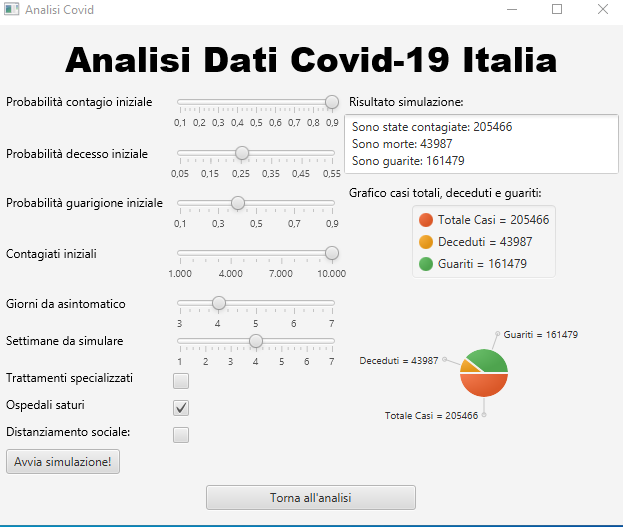 Analisi Covid
Analisi Dati Covid-19 Italia
Probabilità contagio iniziale
0,1 0,2 0,3 0,4 0,5 0,6 0,7 0,8 0,9
Probabilità decesso iniziale
0,05 0,15 0,25 0,35 0,45 0,55
Probabilità guarigione iniziale
0,1 0,3 0,5 0,7 0,9
Contagiati iniziali
1.000 4.000 7.000 10.000
Giorni da asintomatico
3 4 5 6 7
Settimane da simulare
1 2 3 4 5 6 7
Trattamenti specializzati
Ospedali saturi
Distanziamento sociale:
Avvia simulazione!
Risultato simulazione:
Sono state contagiate: 205466
Sono morte: 43987
Sono guarite: 161479
Grafico casi totali, deceduti e guariti:
Totale Casi = 205466
Deceduti = 43987
Guariti = 161479
Guariti = 161479
Deceduti = 43987
Totale Casi = 205466
Torna all'analisi